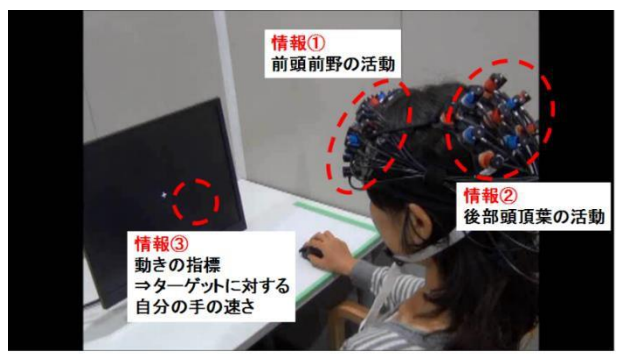 情報①
前頭前野の活動
情報②
後部頭頂葉の活動
情報③
動きの指標
⇒ターゲットに対する
自分の手の速さ